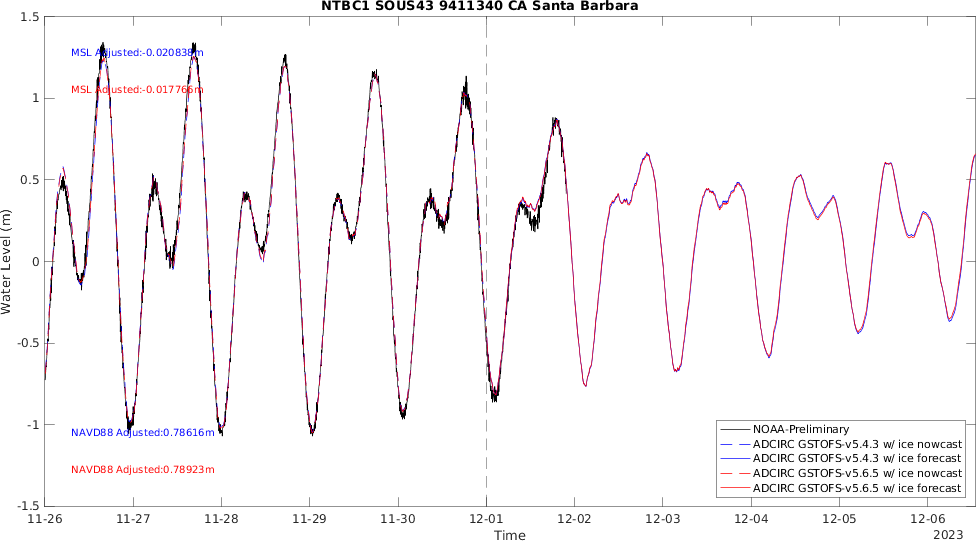 NTBC1 SOUS43 9411340 CA Santa Barbara
1.5
MSL Adjusted:-0.020838m
MSL Adjusted:-0.017766m
1
0.5
Water Level (m)
0
-0.5
-1
NAVD88 Adjusted:0.78616m
NAVD88 Adjusted:0.78923m
NOAA-Preliminary
ADCIRC GSTOFS-v5.4.3 w/ ice nowcast
ADCIRC GSTOFS-v5.4.3 w/ ice forecast
ADCIRC GSTOFS-v5.6.5 w/ ice nowcast
ADCIRC GSTOFS-v5.6.5 w/ ice forecast
-1.5
11-26 11-27 11-28 11-29 11-30 12-01 12-02 12-03 12-04 12-05 12-06
Time
2023